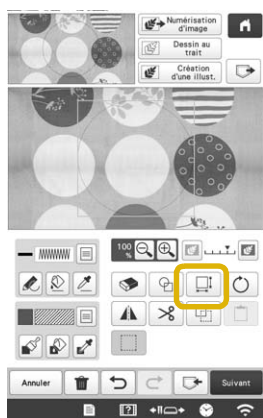 Numérisation
d'image
Dessin au
trait
Création
d'une illust.
100
%
Annuler
Suivant